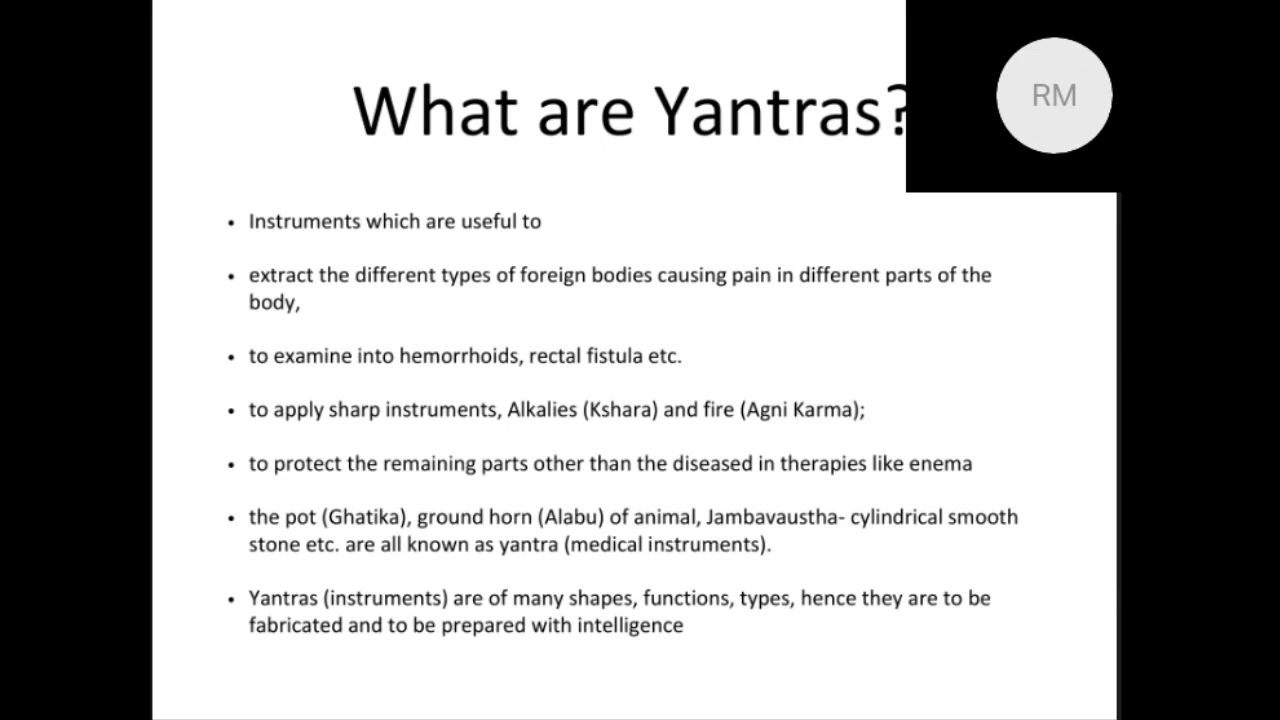 What are Yantras?
RM
• Instruments which are useful to
• extract the different types of foreign bodies causing pain in different parts of the
body,
• to examine into hemorrhoids, rectal fistula etc.
• to apply sharp instruments, Alkalies (Kshara) and fire (Agni Karma);
• to protect the remaining parts other than the diseased in therapies like enema
• the pot (Ghatika), ground horn (Alabu) of animal, Jambavaustha- cylindrical smooth
stone etc. are all known as yantra (medical instruments).
• Yantras (instruments) are of many shapes, functions, types, hence they are to be
fabricated and to be prepared with intelligence